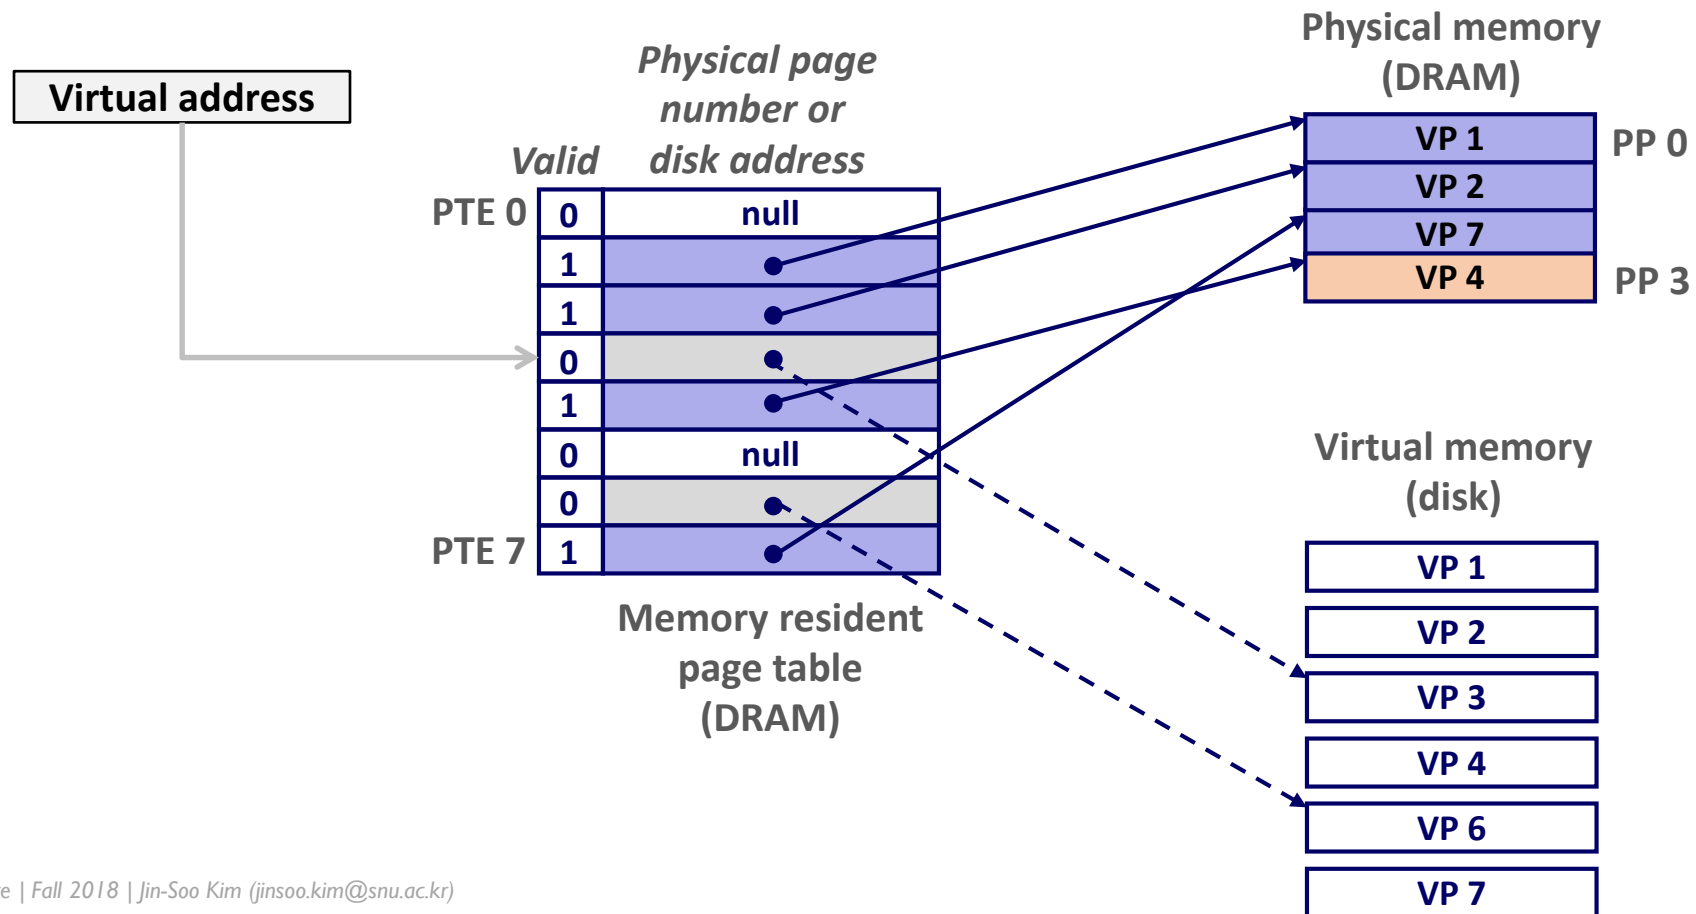 Virtual address
Physical page
number or
disk address
Valid
PTE 0
0
null
1
1
0
1
0
null
0
PTE 7
1
Memory resident
page table
(DRAM)
Physical memory
(DRAM)
VP 1
PP 0
VP 2
VP 7
VP 4
PP 3
Virtual memory
(disk)
VP 1
VP 2
VP 3
VP 4
VP 6
VP 7
| Fall 2018 | Jin-Soo Kim (jinsoo.kim@snu.ac.kr)